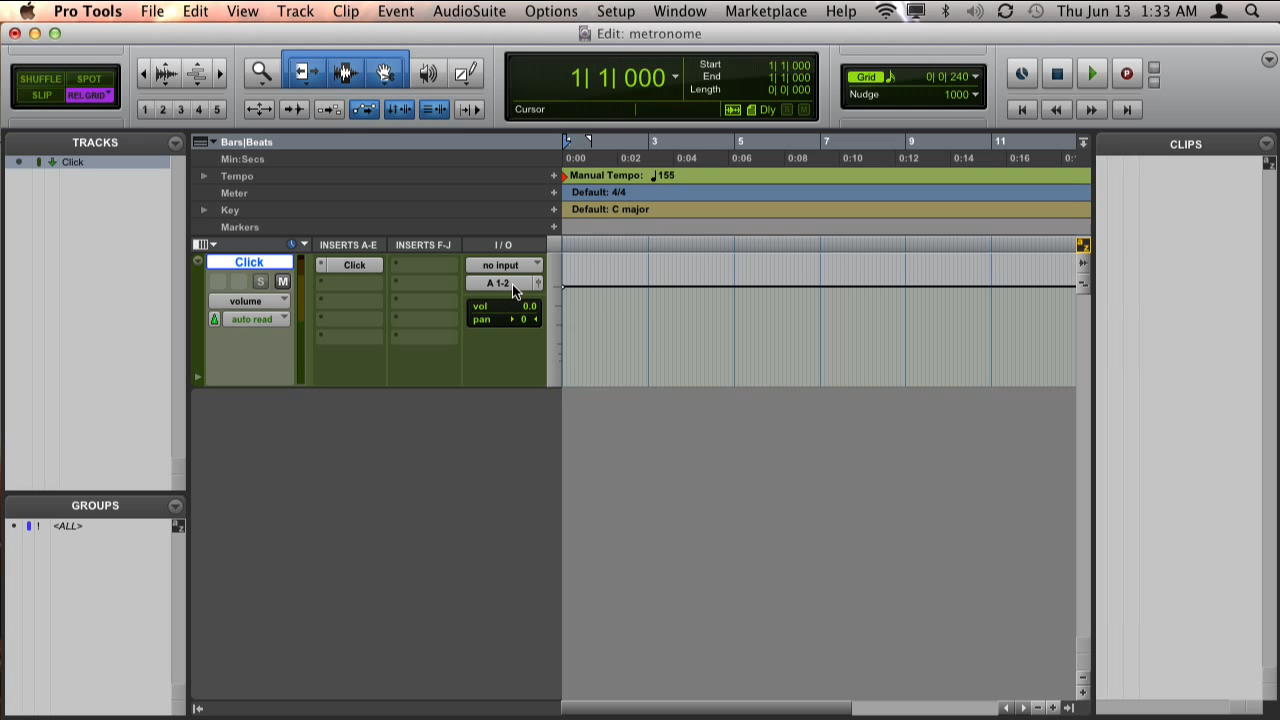 Pro Tools File Edit View Track Clip Event AudioSuite Options Setup Window Marketplace Help Thu Jun 13 1:33 AM
Edit: metronome
SHUFFLE SPOT
SLIP REL GRID
1 2 3 4 5
1| 1| 000
Start 1| 1| 000
End 1| 1| 000
Length 0| 0| 000
Cursor Dly
Grid 0| 0| 240
Nudge 1000
TRACKS
Click
Bars|Beats 3 5 7 9 11
Min:Secs 0:00 0:02 0:04 0:06 0:08 0:10 0:12 0:14 0:16 0:
Tempo + Manual Tempo: ♩155
Meter + Default: 4/4
Key + Default: C major
Markers +
INSERTS A-E INSERTS F-J I / O
Click Click no input
S M A 1-2
volume vol 0.0
auto read pan 0
CLIPS
GROUPS
! <ALL>
a z